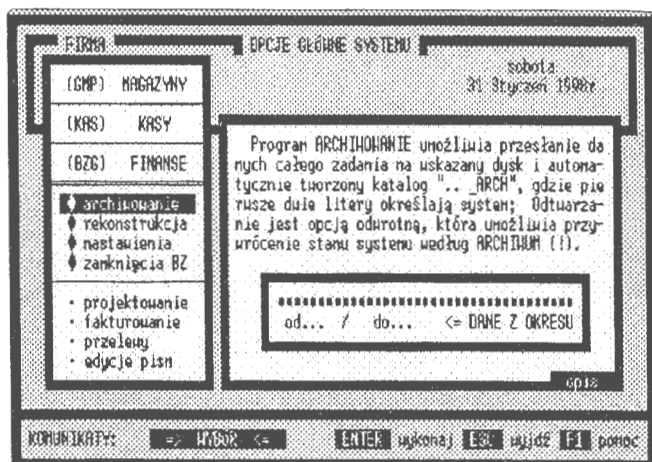 FIRMA
OPCJE GŁÓWNE SYSTEMU
sobota
31 Styczeń 1998r
(GMP) MAGAZYNY
(KAS) KASY
(BZG) FINANSE
archiwowanie
rekonstrukcja
nastawienia
zamknięcia BZ
- projektowanie
- fakturowanie
- przelewy
- edycje pism
Program ARCHIWOWANIE umożliwia przesłanie da
nych całego zadania na wskazany dysk i automa-
tycznie tworzony katalog ".. _ARCH", gdzie pie
rwsze dwie litery określają system; Odtwarza-
nie jest opcją odwrotną, która umożliwia przy-
wrócenie stanu systemu według ARCHIWUM (!).
od... / do... <= DANE Z OKRESU
opis
KOMUNIKATY: => WYBÓR <= ENTER wykonaj ESC wyjdź F1 pomoc